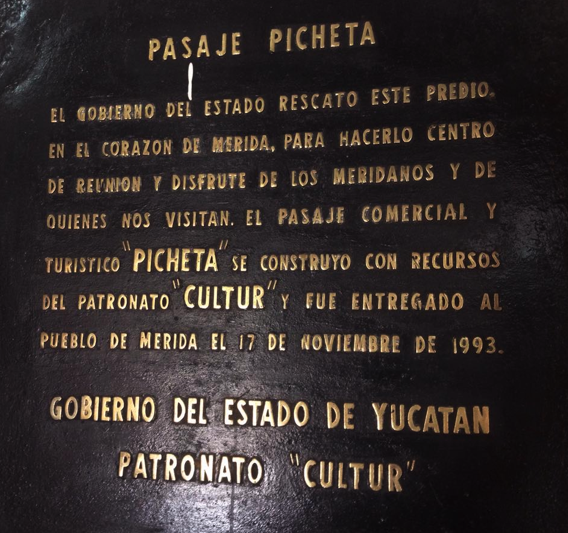 PASAJE PICHETA
EL GOBIERNO DEL ESTADO RESCATO ESTE PREDIO.
EN EL CORAZON DE MERIDA, PARA HACERLO CENTRO
DE REUNION Y DISFRUTE DE LOS MERIDANOS Y DE
QUIENES NOS VISITAN. EL PASAJE COMERCIAL Y
TURISTICO "PICHETA" SE CONSTRUYO CON RECURSOS
DEL PATRONATO "CULTUR" Y FUE ENTREGADO AL
PUEBLO DE MERIDA. EL 17 DE NOVIEMBRE DE 1993.
GOBIERNO DEL ESTADO DE YUCATAN
PATRONATO "CULTUR"